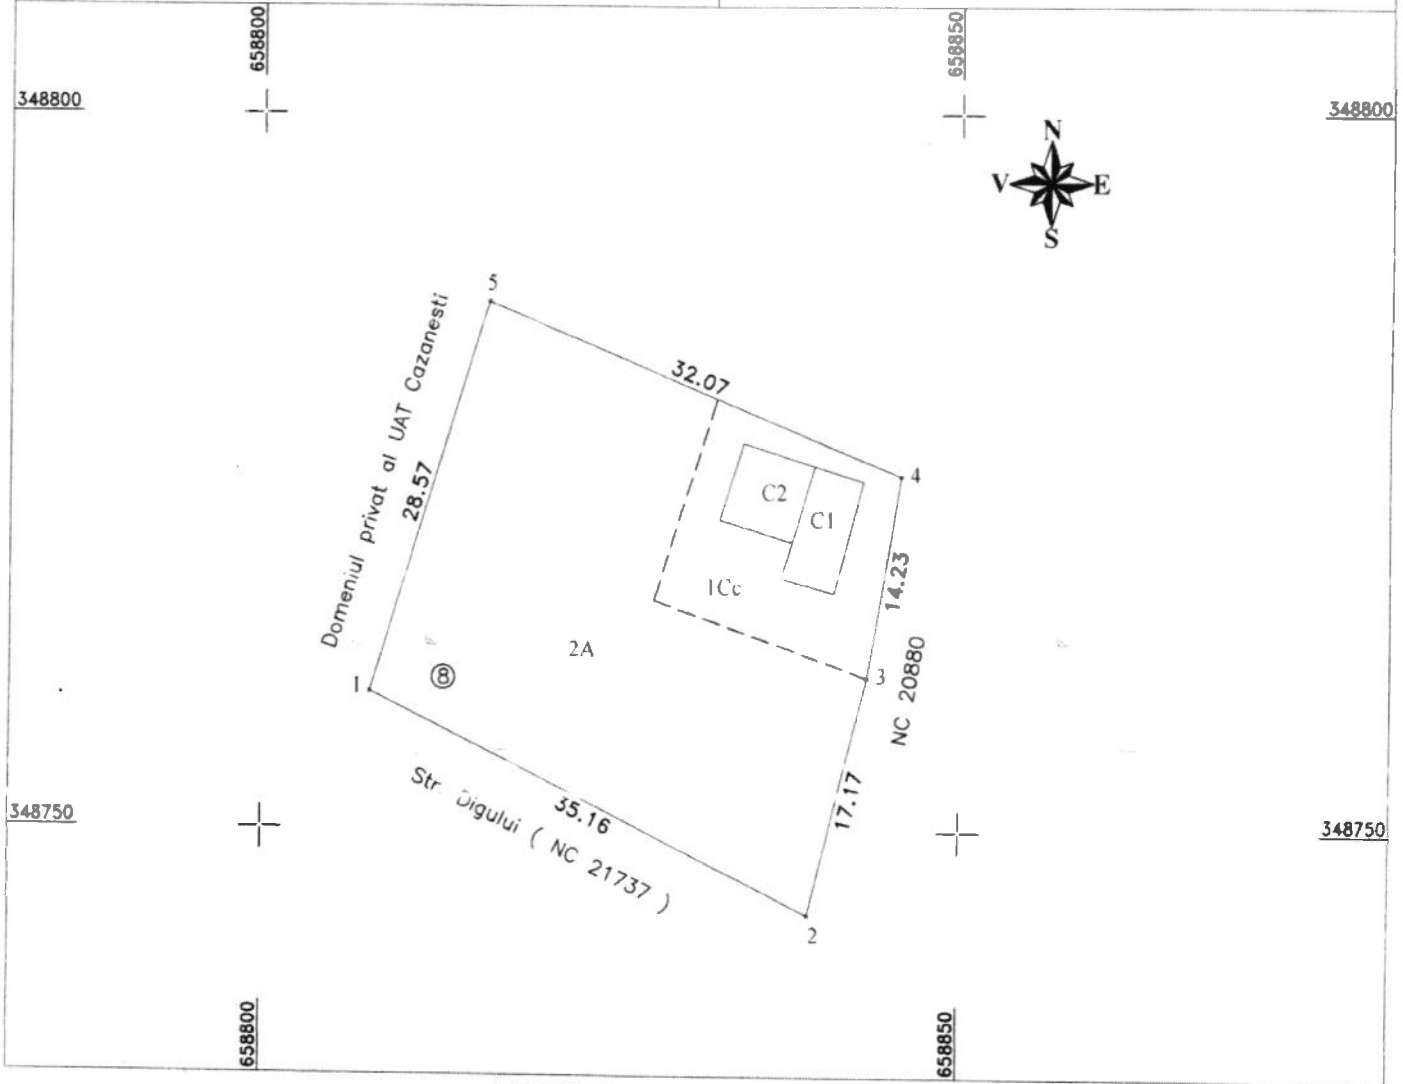 658800
658850
348800
348800
N
V E
S
5
Domeniul privat al UAT Cazanesti
28.57
32.07
4
C2
C1
14.23
1Cc
2A
3
NC 20880
1
8
17.17
Str. Digului ( NC 21737 )
35.16
2
348750
348750
658800
658850